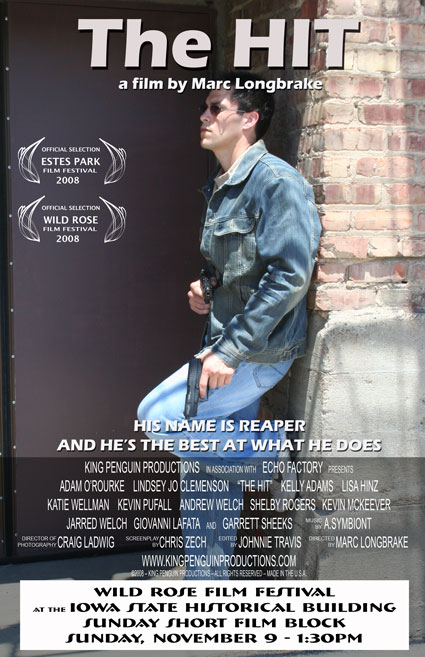 The HIT
a film by Marc Longbrake
OFFICIAL SELECTION
ESTES PARK
FILM FESTIVAL
2008
OFFICIAL SELECTION
WILD ROSE
FILM FESTIVAL
2008
HIS NAME IS REAPER
AND HE'S THE BEST AT WHAT HE DOES
KING PENGUIN PRODUCTIONS IN ASSOCIATION WITH ECHO FACTORY PRESENTS
ADAM O'ROURKE LINDSEY JO CLEMENSON "THE HIT" KELLY ADAMS LISA HINZ
KATIE WELLMAN KEVIN PUFALL ANDREW WELCH SHELBY ROGERS KEVIN MCKEEVER
JARRED WELCH GIOVANNI LAFATA AND GARRETT SHEEKS MUSIC BY A.SYMBIONT
DIRECTOR OF PHOTOGRAPHY CRAIG LADWIG SCREENPLAY BY CHRIS ZECH EDITED BY JOHNNIE TRAVIS DIRECTED BY MARC LONGBRAKE
WWW.KINGPENGUINPRODUCTIONS.COM
©2008 – KING PENGUIN PRODUCTIONS – ALL RIGHTS RESERVED – MADE IN THE U.S.A.
WILD ROSE FILM FESTIVAL
AT THE IOWA STATE HISTORICAL BUILDING
SUNDAY SHORT FILM BLOCK
SUNDAY, NOVEMBER 9 - 1:30PM